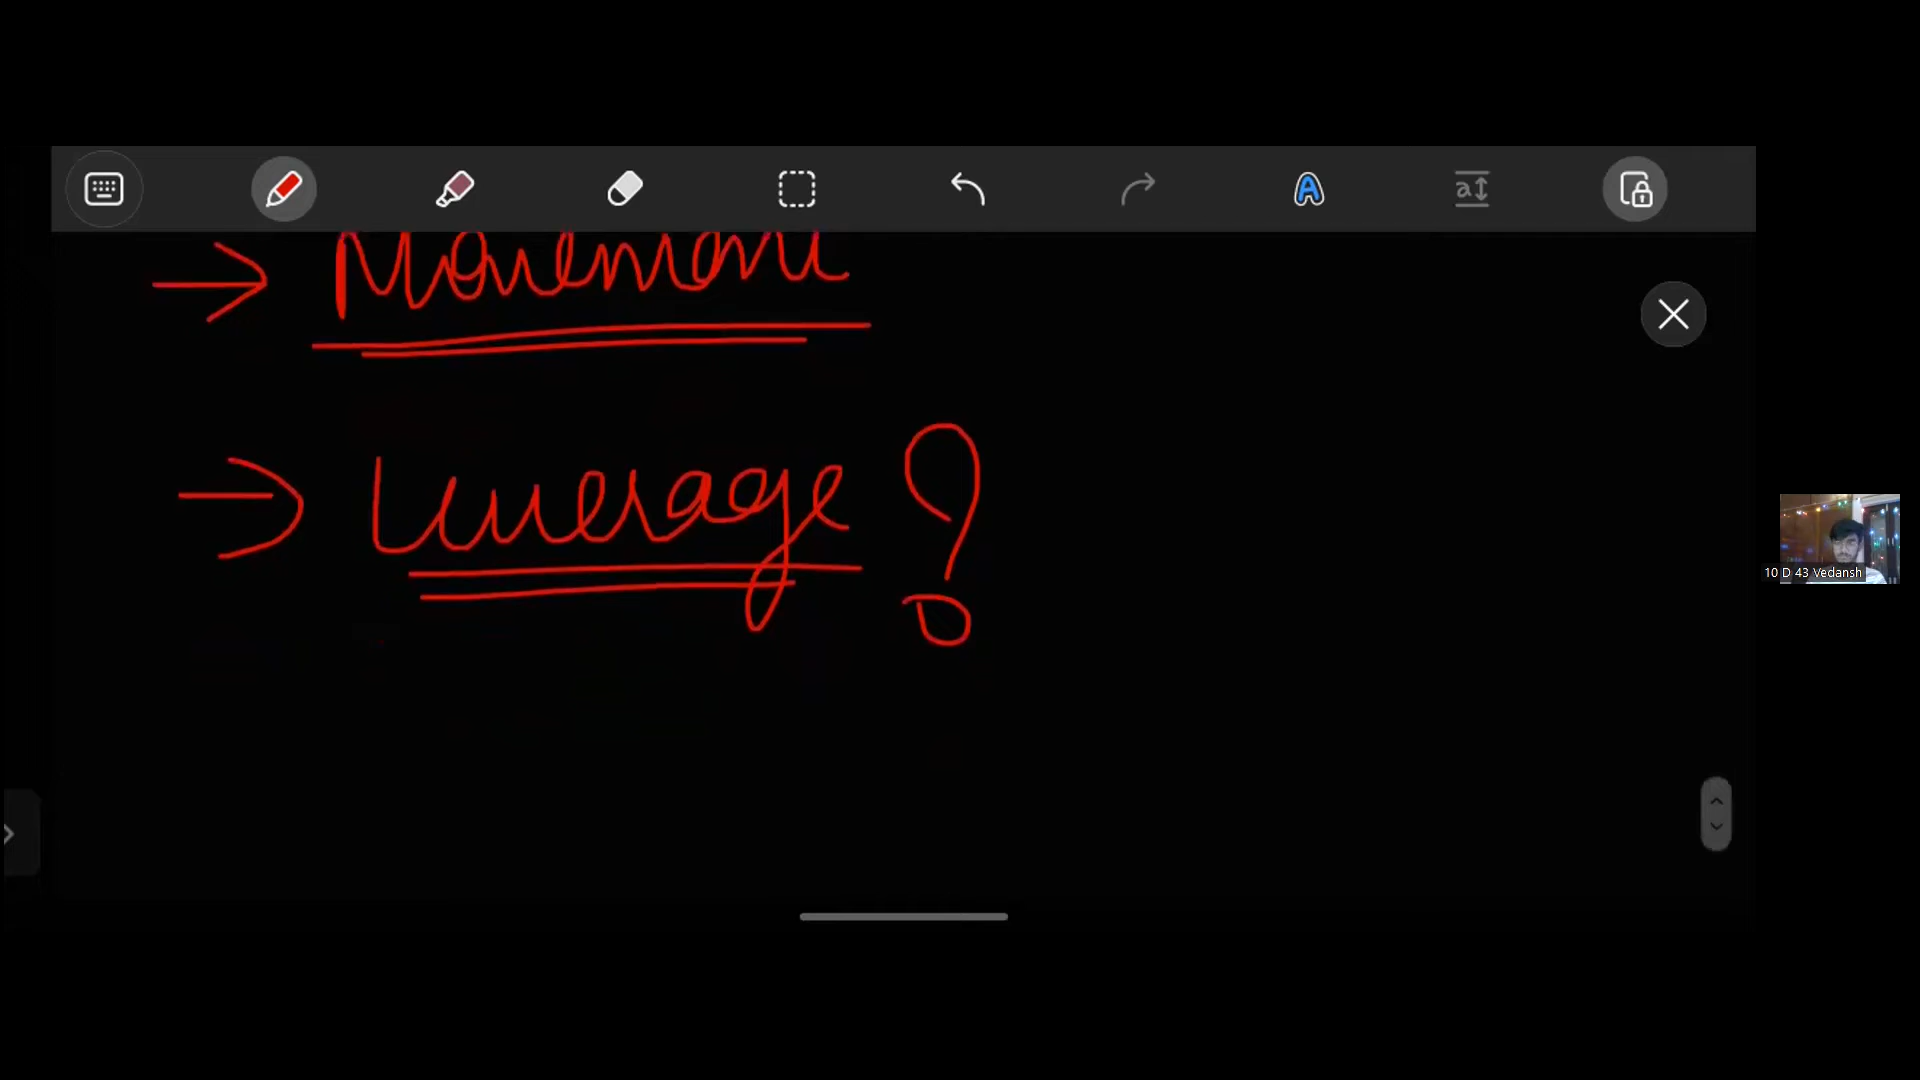 → Movement
→ Leverage ?
10 D 43 Vedansh